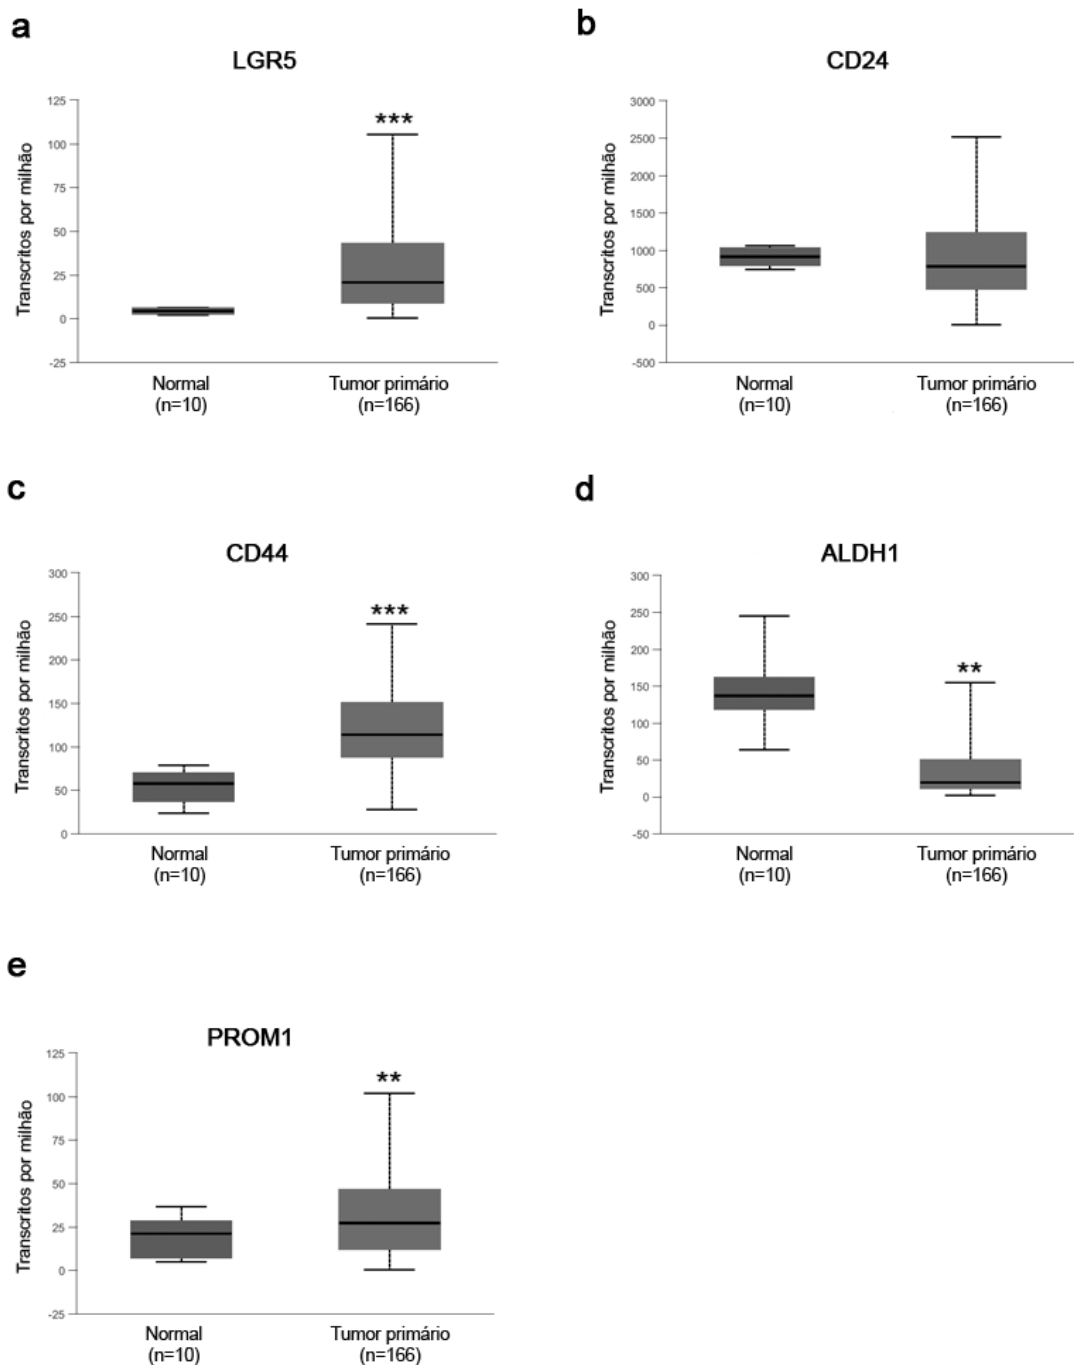 a
LGR5
Transcritos por milhão
125
100
75
50
25
0
-25
***
Normal
(n=10)
Tumor primário
(n=166)
b
CD24
Transcritos por milhão
3000
2500
2000
1500
1000
500
0
-500
Normal
(n=10)
Tumor primário
(n=166)
c
CD44
Transcritos por milhão
300
250
200
150
100
50
0
***
Normal
(n=10)
Tumor primário
(n=166)
d
ALDH1
Transcritos por milhão
300
250
200
150
100
50
0
-50
**
Normal
(n=10)
Tumor primário
(n=166)
e
PROM1
Transcritos por milhão
125
100
75
50
25
0
-25
**
Normal
(n=10)
Tumor primário
(n=166)